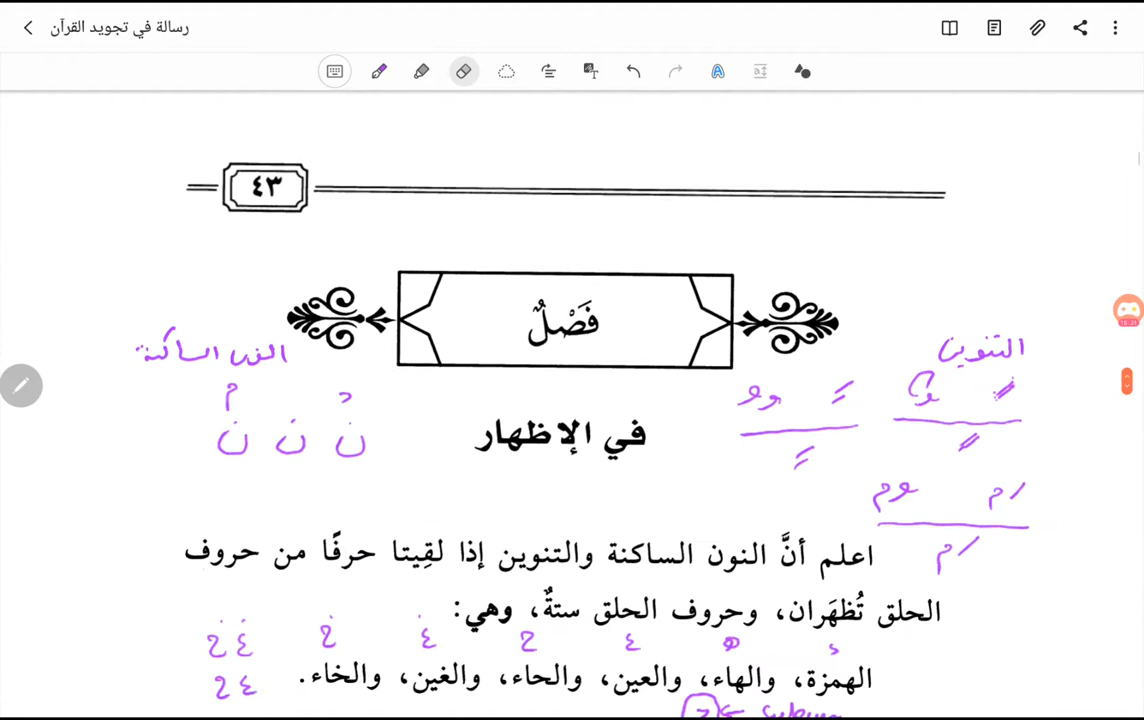 رسالة في تجويد القرآن
٤٣
فَصْلٌ
التنوين
النون الساكنة
في الإظهار
ن ن ن
اعلم أنَّ النون الساكنة والتنوين إذا لقِيتا حرفًا من حروف
الحلق تُظهَران، وحروف الحلق ستةٌ، وهي:
ء ه ع ح غ خ غ خ
الهمزة، والهاء، والعين، والحاء، والغين، والخاء.
ع ح